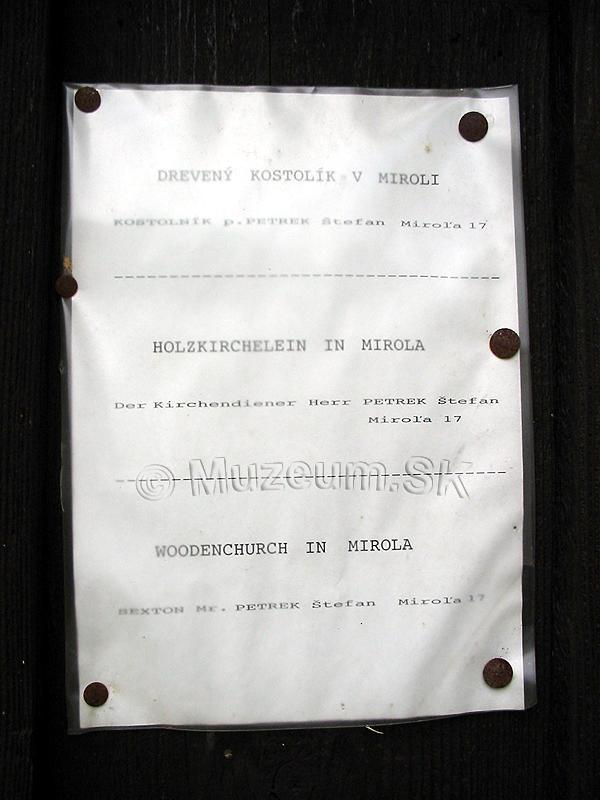 DREVENÝ KOSTOLÍK V MIROLI
KOSTOLNÍK p.PETREK Štefan Miroľa 17
HOLZKIRCHELEIN IN MIROLA
Der Kirchendiener Herr PETREK Štefan
Miroľa 17
© Muzeum.SK
WOODENCHURCH IN MIROLA
SEXTON Mr. PETREK Štefan Miroľa 17